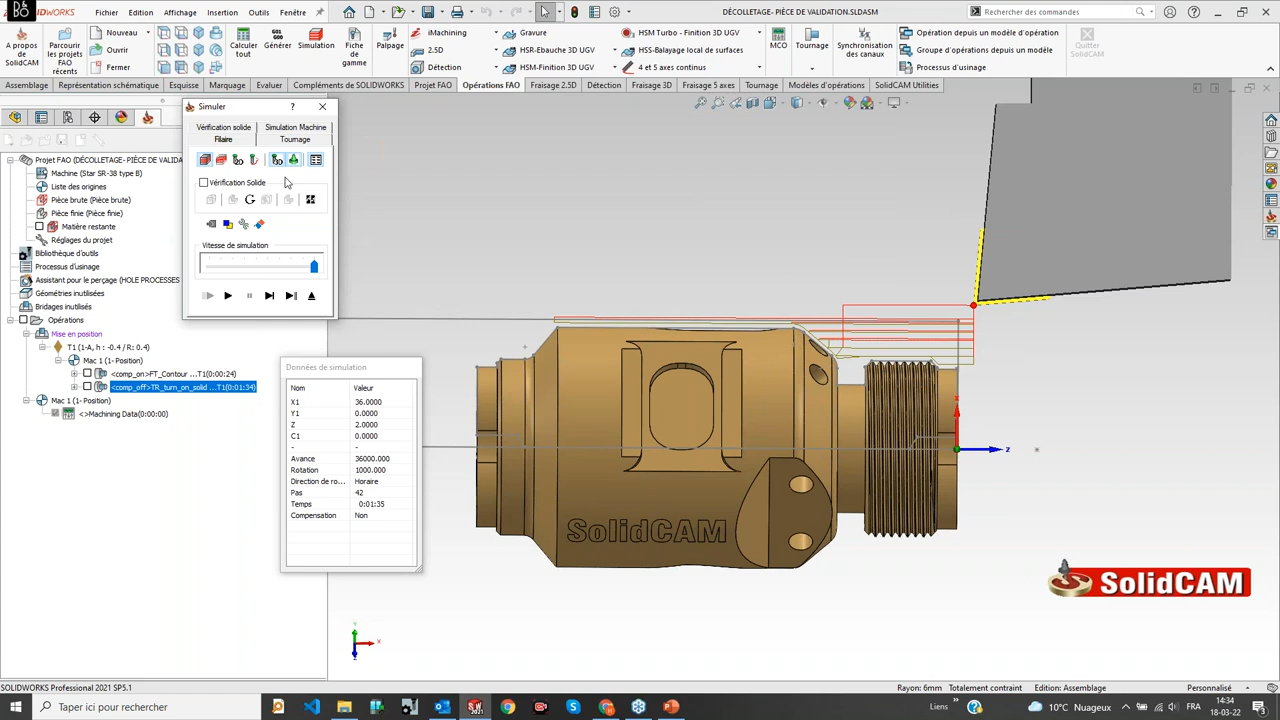 SOLIDWORKS
Fichier
Edition
Affichage
Insertion
Outils
Fenêtre
DÉCOLLETAGE- PIÈCE DE VALIDATION.SLDASM
Rechercher des commandes
A propos de SolidCAM
Parcourir les projets FAO récents
Nouveau
Ouvrir
Fermer
Calculer tout
Générer
Simulation
Fiche de gamme
Palpage
iMachining
2.5D
Détection
Gravure
HSR-Ebauche 3D UGV
HSM-Finition 3D UGV
HSM Turbo - Finition 3D UGV
HSS-Balayage local de surfaces
4 et 5 axes continus
MCO
Tournage
Synchronisation des canaux
Opération depuis un modèle d'opération
Groupe d'opérations depuis un modèle
Processus d'usinage
Quitter SolidCAM
Assemblage
Représentation schématique
Esquisse
Marquage
Evaluer
Compléments de SOLIDWORKS
Projet FAO
Opérations FAO
Fraisage 2.5D
Détection
Fraisage 3D
Fraisage 5 axes
Tournage
Modèles d'opération
SolidCAM Utilities
Projet FAO (DÉCOLLETAGE- PIÈCE DE VALIDA
Machine (Star SR-38 type B)
Liste des origines
Pièce brute (Pièce brute)
Pièce finie (Pièce finie)
Matière restante
Réglages du projet
Bibliothèque d'outils
Processus d'usinage
Assistant pour le perçage (HOLE PROCESSES
Géométries inutilisées
Bridages inutilisés
Opérations
Mise en position
T1 (1-A, h : -0.4 / R: 0.4)
Mac 1 (1- Position)
<comp_on>FT_Contour ...T1(0:00:24)
<comp_off>TR_turn_on_solid ...T1(0:01:34)
Mac 1 (1- Position)
<>Machining Data(0:00:00)
Simuler
?
Vérification solide
Simulation Machine
Filaire
Tournage
Vérification Solide
Vitesse de simulation
Données de simulation
Nom
Valeur
X1
36.0000
Y1
0.0000
Z
2.0000
C1
0.0000
-
-
Avance
36000.000
Rotation
1000.000
Direction de ro...
Horaire
Pas
42
Temps
0:01:35
Compensation
Non
SolidCAM
X
Z
SolidCAM
Y
X
Z
SOLIDWORKS Professional 2021 SP5.1
Rayon: 6mm
Totalement contraint
Edition: Assemblage
Personnalisé
Taper ici pour rechercher
Liens
10°C Nuageux
FRA
14:34
18-03-22